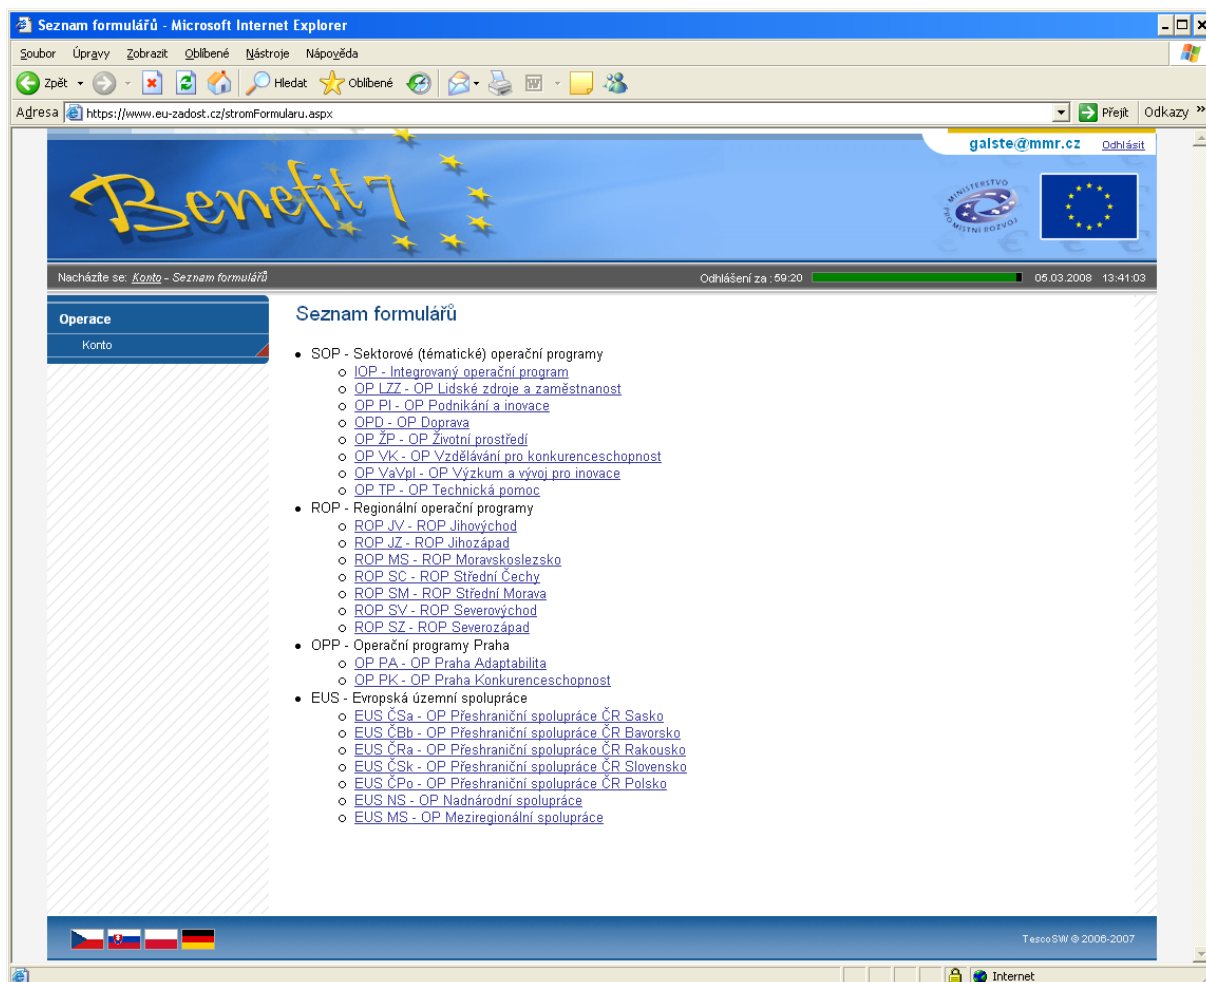 Seznam formulářů - Microsoft Internet Explorer
Soubor Úpravy Zobrazit Oblíbené Nástroje Nápověda
Zpět Hledat Oblíbené
Adresa https://www.eu-zadost.cz/stromFormularu.aspx Přejít Odkazy »
galste@mmr.cz Odhlásit
Benefit 7
MINISTERSTVO PRO MÍSTNÍ ROZVOJ
Nacházíte se: Konto - Seznam formulářů Odhlášení za : 59:20 05.03.2008 13:41:03
Operace
Konto
Seznam formulářů
SOP - Sektorové (tématické) operační programy
IOP - Integrovaný operační program
OP LZZ - OP Lidské zdroje a zaměstnanost
OP PI - OP Podnikání a inovace
OPD - OP Doprava
OP ŽP - OP Životní prostředí
OP VK - OP Vzdělávání pro konkurenceschopnost
OP VaVpI - OP Výzkum a vývoj pro inovace
OP TP - OP Technická pomoc
ROP - Regionální operační programy
ROP JV - ROP Jihovýchod
ROP JZ - ROP Jihozápad
ROP MS - ROP Moravskoslezsko
ROP SC - ROP Střední Čechy
ROP SM - ROP Střední Morava
ROP SV - ROP Severovýchod
ROP SZ - ROP Severozápad
OPP - Operační programy Praha
OP PA - OP Praha Adaptabilita
OP PK - OP Praha Konkurenceschopnost
EUS - Evropská územní spolupráce
EUS ČSa - OP Přeshraniční spolupráce ČR Sasko
EUS ČBb - OP Přeshraniční spolupráce ČR Bavorsko
EUS ČRa - OP Přeshraniční spolupráce ČR Rakousko
EUS ČSk - OP Přeshraniční spolupráce ČR Slovensko
EUS ČPo - OP Přeshraniční spolupráce ČR Polsko
EUS NS - OP Nadnárodní spolupráce
EUS MS - OP Meziregionální spolupráce
TescoSW © 2006-2007
Internet